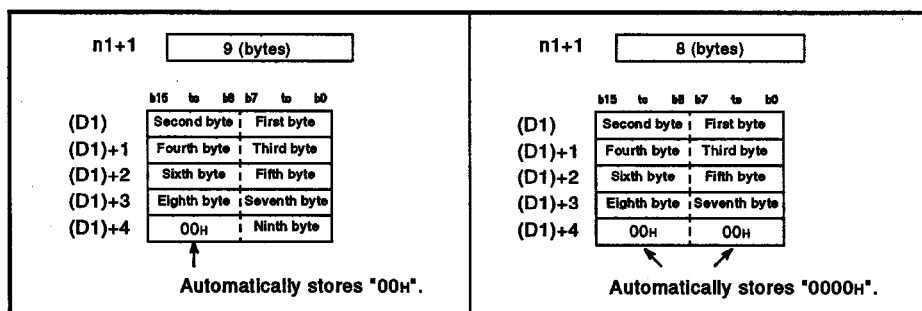 n1+1 9 (bytes)
b15 to b8 b7 to b0
(D1) Second byte First byte
(D1)+1 Fourth byte Third byte
(D1)+2 Sixth byte Fifth byte
(D1)+3 Eighth byte Seventh byte
(D1)+4 00H Ninth byte
Automatically stores "00H".
n1+1 8 (bytes)
b15 to b8 b7 to b0
(D1) Second byte First byte
(D1)+1 Fourth byte Third byte
(D1)+2 Sixth byte Fifth byte
(D1)+3 Eighth byte Seventh byte
(D1)+4 00H 00H
Automatically stores "0000H".